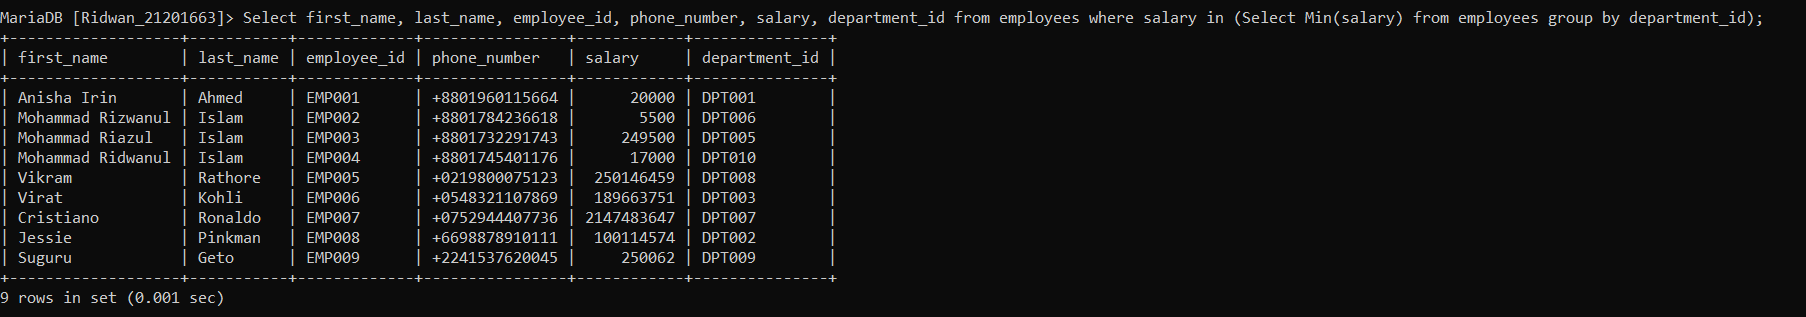 MariaDB [Ridwan_21201663]> Select first_name, last_name, employee_id, phone_number, salary, department_id from employees where salary in (Select Min(salary) from employees group by department_id);
+-------------------+-----------+-------------+----------------+------------+---------------+
| first_name        | last_name | employee_id | phone_number   | salary     | department_id |
+-------------------+-----------+-------------+----------------+------------+---------------+
| Anisha Irin       | Ahmed     | EMP001      | +8801960115664 |      20000 | DPT001        |
| Mohammad Rizwanul | Islam     | EMP002      | +8801784236618 |       5500 | DPT006        |
| Mohammad Riazul   | Islam     | EMP003      | +8801732291743 |     249500 | DPT005        |
| Mohammad Ridwanul | Islam     | EMP004      | +8801745401176 |      17000 | DPT010        |
| Vikram            | Rathore   | EMP005      | +0219800075123 |  250146459 | DPT008        |
| Virat             | Kohli     | EMP006      | +0548321107869 |  189663751 | DPT003        |
| Cristiano         | Ronaldo   | EMP007      | +0752944407736 | 2147483647 | DPT007        |
| Jessie            | Pinkman   | EMP008      | +6698878910111 |  100114574 | DPT002        |
| Suguru            | Geto      | EMP009      | +2241537620045 |     250062 | DPT009        |
+-------------------+-----------+-------------+----------------+------------+---------------+
9 rows in set (0.001 sec)